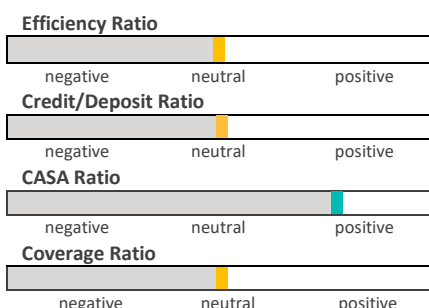 Efficiency Ratio
negative neutral positive
Credit/Deposit Ratio
negative neutral positive
CASA Ratio
negative neutral positive
Coverage Ratio
negative neutral positive